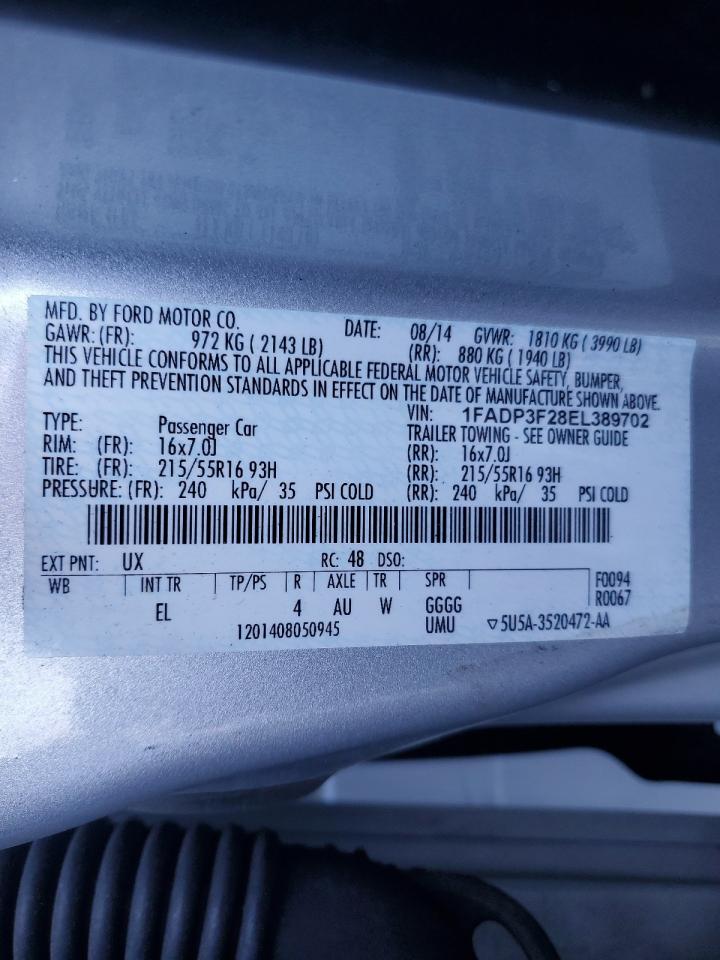 MFD. BY FORD MOTOR CO. DATE: 08/14 GVWR: 1810 KG ( 3990 LB)
GAWR: (FR): 972 KG ( 2143 LB) (RR): 880 KG ( 1940 LB)
THIS VEHICLE CONFORMS TO ALL APPLICABLE FEDERAL MOTOR VEHICLE SAFETY, BUMPER,
AND THEFT PREVENTION STANDARDS IN EFFECT ON THE DATE OF MANUFACTURE SHOWN ABOVE.
VIN: 1FADP3F28EL389702
TYPE: Passenger Car TRAILER TOWING - SEE OWNER GUIDE
RIM: (FR): 16x7.0J (RR): 16x7.0J
TIRE: (FR): 215/55R16 93H (RR): 215/55R16 93H
PRESSURE: (FR): 240 kPa/ 35 PSI COLD (RR): 240 kPa/ 35 PSI COLD
EXT PNT: UX RC: 48 DSO:
WB INT TR TP/PS R AXLE TR SPR F0094
EL 4 AU W GGGG R0067
1201408050945 UMU ▽5U5A-3520472-AA